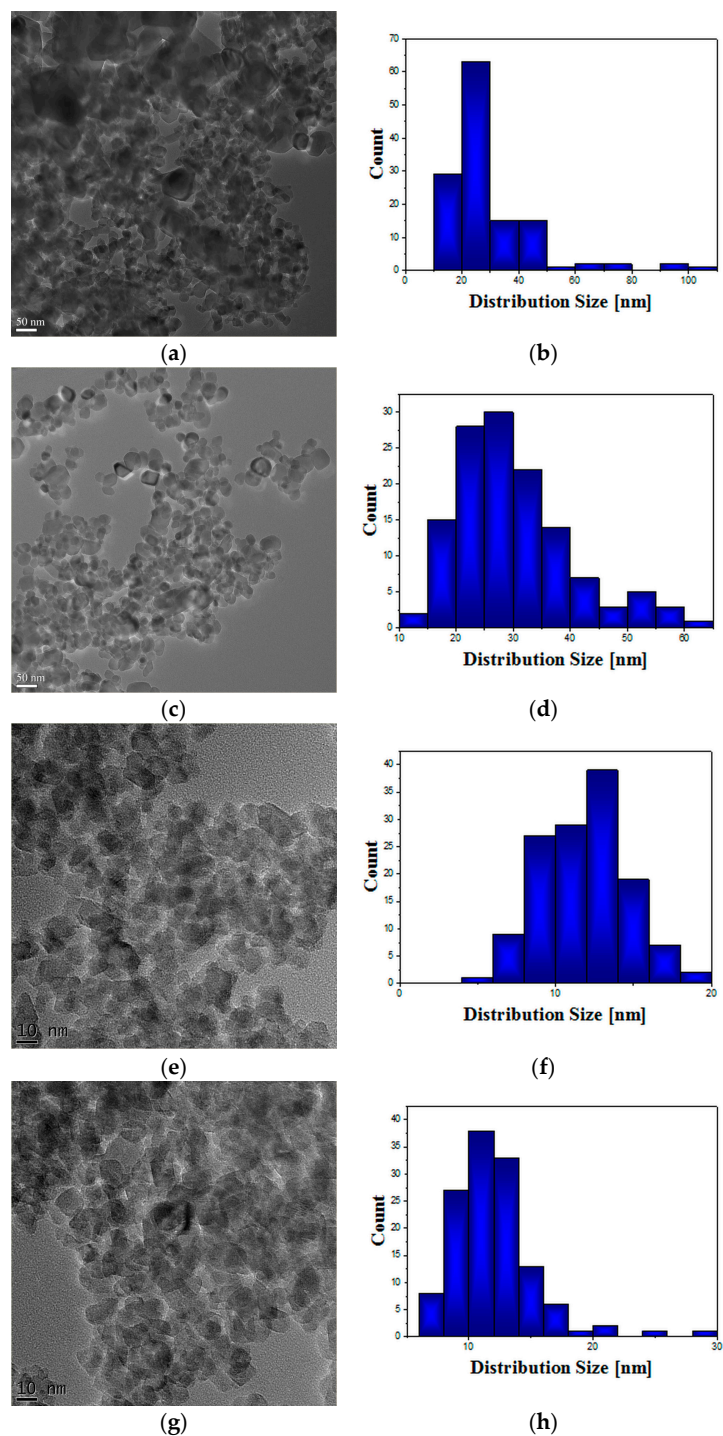 50 nm
(a)
70
60
50
40
30
20
10
0
Count
0 20 40 60 80 100
Distribution Size [nm]
(b)
50 nm
(c)
30
25
20
15
10
5
0
Count
10 20 30 40 50 60
Distribution Size [nm]
(d)
10 nm
(e)
40
35
30
25
20
15
10
5
0
Count
0 10 20
Distribution Size [nm]
(f)
10 nm
(g)
40
35
30
25
20
15
10
5
0
Count
10 20 30
Distribution Size [nm]
(h)